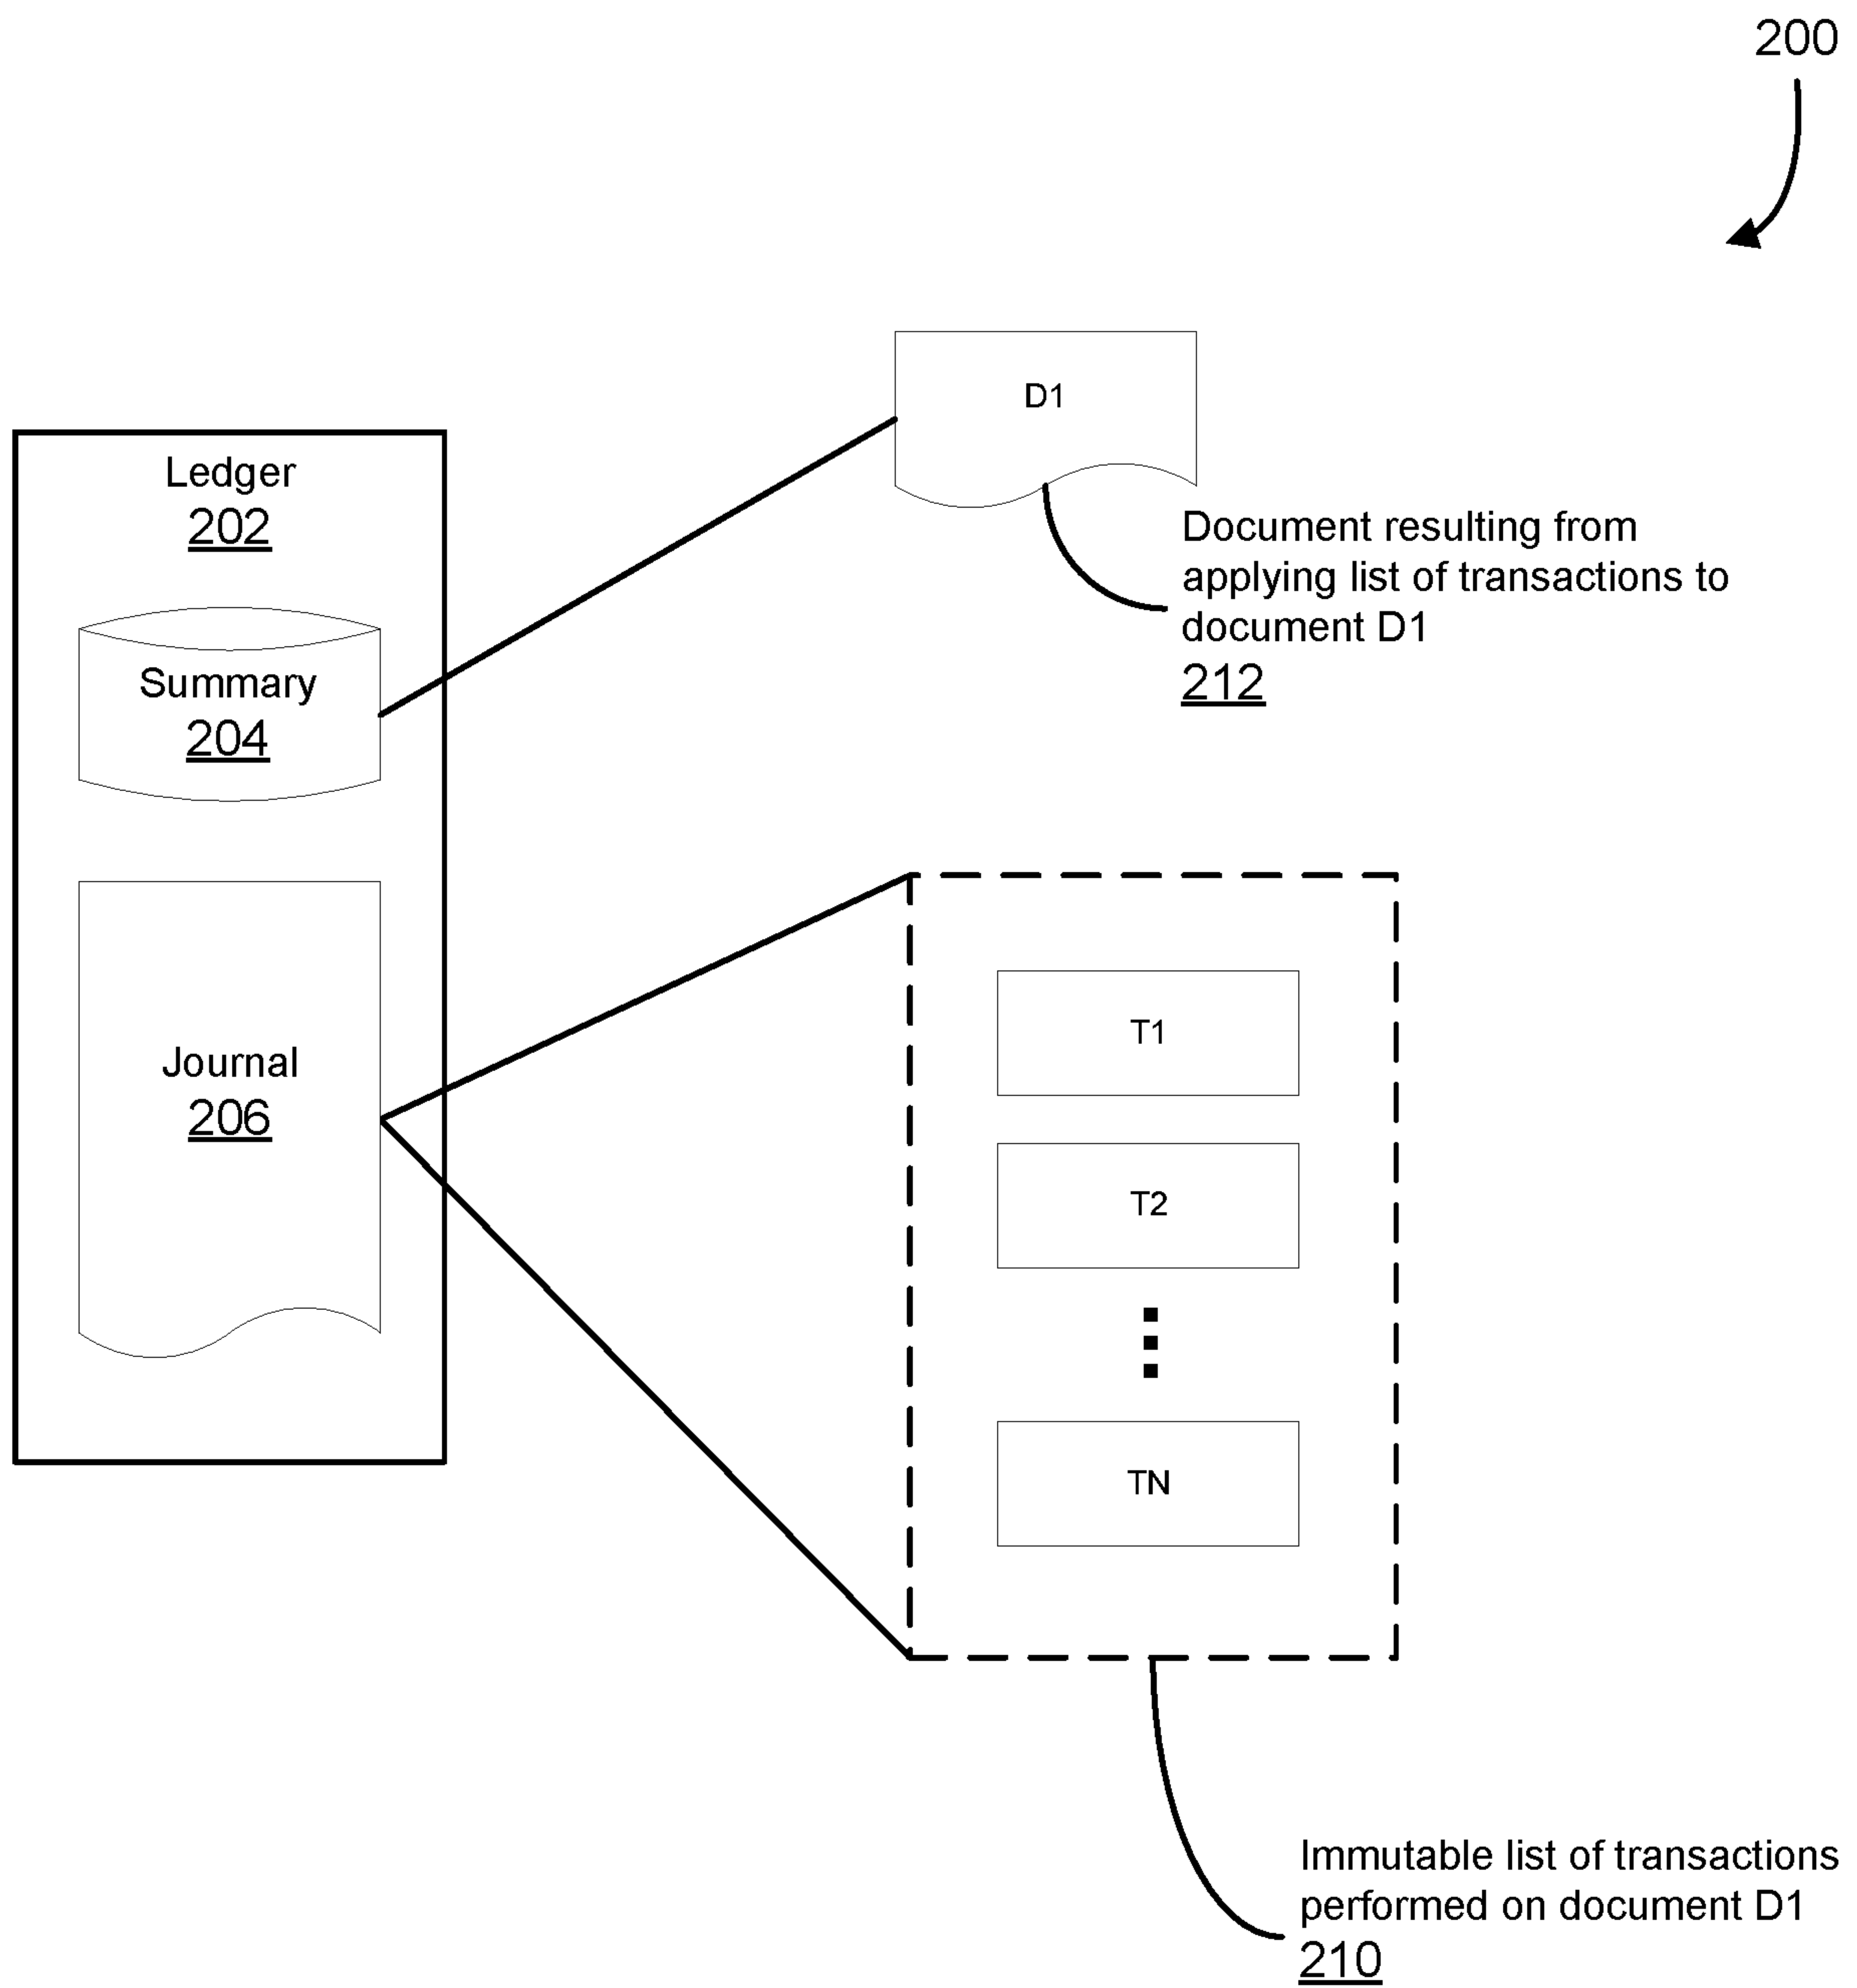 200
D1
Ledger
202
Document resulting from
applying list of transactions to
document D1
212
Summary
204
T1
Journal
206
T2
TN
Immutable list of transactions
performed on document D1
210